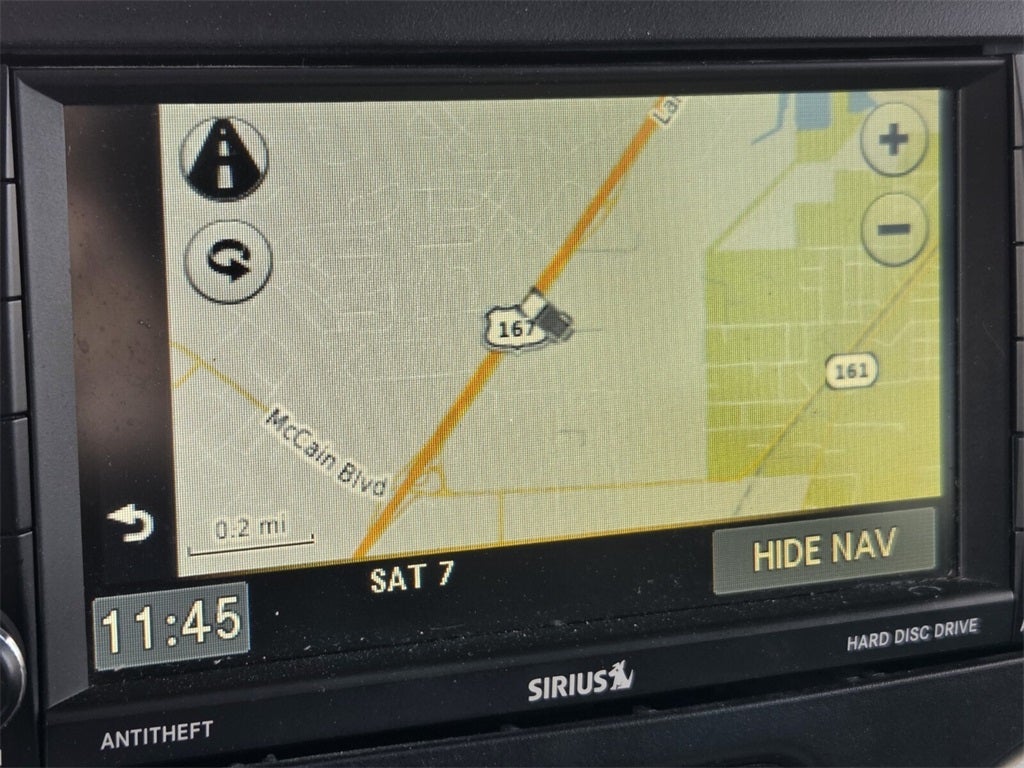 167
161
McCain Blvd
0.2 mi
SAT 7
HIDE NAV
11:45
HARD DISC DRIVE
SIRIUS
ANTITHEFT